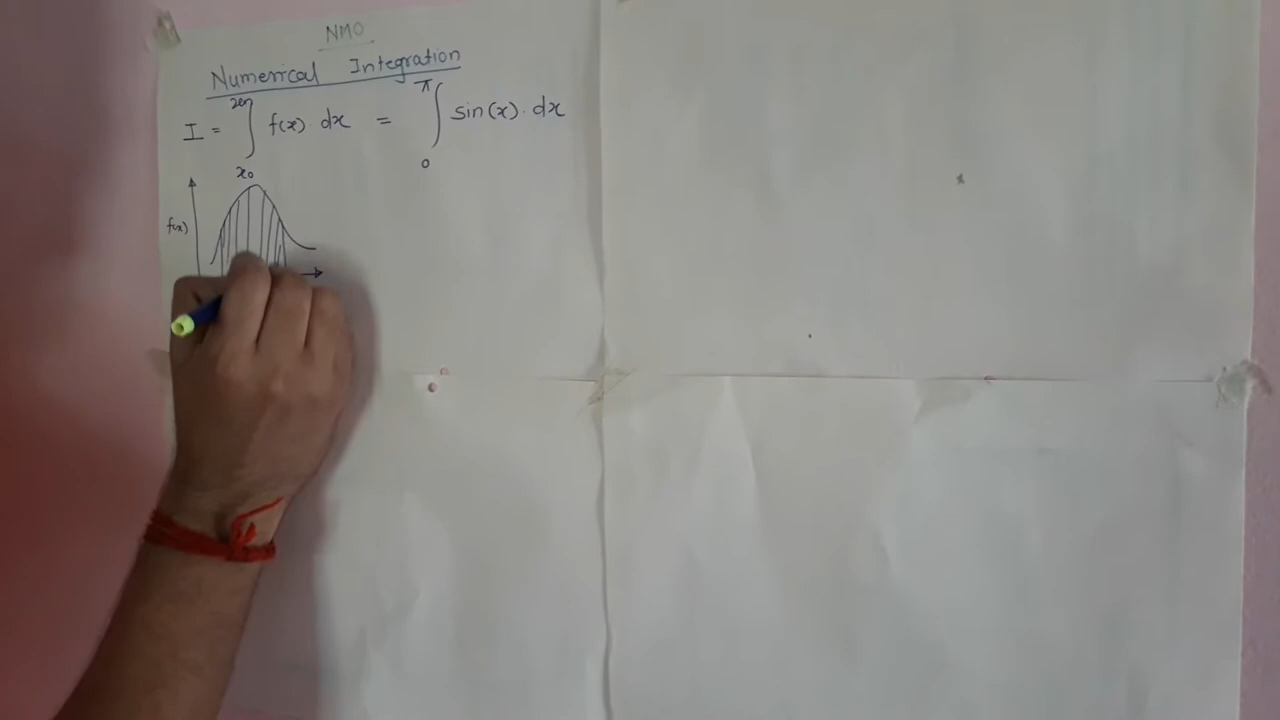 NMO
Numerical Integration
I = ∫ f(x) · dx = ∫ sin(x) · dx
π
x0
0
f(x)